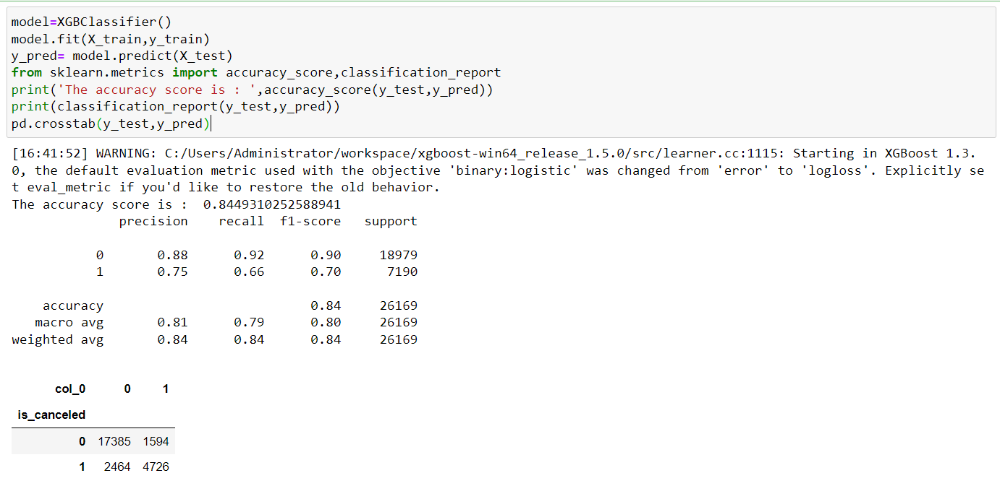 model=XGBClassifier()
model.fit(X_train,y_train)
y_pred= model.predict(X_test)
from sklearn.metrics import accuracy_score,classification_report
print('The accuracy score is : ',accuracy_score(y_test,y_pred))
print(classification_report(y_test,y_pred))
pd.crosstab(y_test,y_pred)
[16:41:52] WARNING: C:/Users/Administrator/workspace/xgboost-win64_release_1.5.0/src/learner.cc:1115: Starting in XGBoost 1.3.
0, the default evaluation metric used with the objective 'binary:logistic' was changed from 'error' to 'logloss'. Explicitly se
t eval_metric if you'd like to restore the old behavior.
The accuracy score is :  0.8449310252588941
precision recall f1-score support
0 0.88 0.92 0.90 18979
1 0.75 0.66 0.70 7190
accuracy 0.84 26169
macro avg 0.81 0.79 0.80 26169
weighted avg 0.84 0.84 0.84 26169
col_0 0 1
is_canceled
0 17385 1594
1 2464 4726